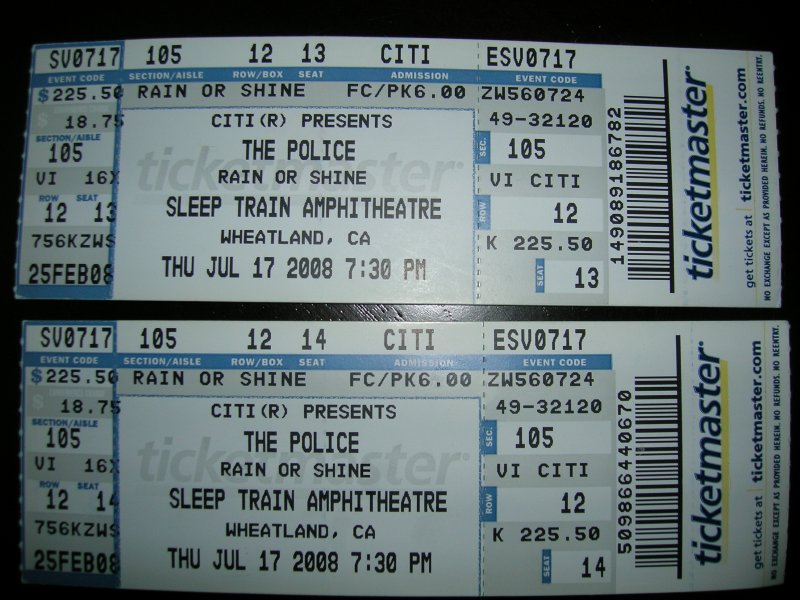 SV0717 105 12 13 CITI ESV0717
EVENT CODE SECTION/AISLE ROW/BOX SEAT ADMISSION EVENT CODE
$225.50 RAIN OR SHINE FC/PK6.00 ZW560724
$ 18.75 CITI(R) PRESENTS 49-32120
SECTION/AISLE
105 THE POLICE SEC. 105
VI 16X RAIN OR SHINE VI CITI
ROW SEAT
12 13 SLEEP TRAIN AMPHITHEATRE ROW 12
756KZWS WHEATLAND, CA K 225.50
25FEB08 THU JUL 17 2008 7:30 PM SEAT 13
149089186782
ticketmaster
ticketmaster
get tickets at ticketmaster.com
NO EXCHANGE EXCEPT AS PROVIDED HEREIN. NO REFUNDS. NO REENTRY.
SV0717 105 12 14 CITI ESV0717
EVENT CODE SECTION/AISLE ROW/BOX SEAT ADMISSION EVENT CODE
$225.50 RAIN OR SHINE FC/PK6.00 ZW560724
$ 18.75 CITI(R) PRESENTS 49-32120
SECTION/AISLE
105 THE POLICE SEC. 105
VI 16X RAIN OR SHINE VI CITI
ROW SEAT
12 14 SLEEP TRAIN AMPHITHEATRE ROW 12
756KZWS WHEATLAND, CA K 225.50
25FEB08 THU JUL 17 2008 7:30 PM SEAT 14
509866440670
ticketmaster
ticketmaster
get tickets at ticketmaster.com
NO EXCHANGE EXCEPT AS PROVIDED HEREIN. NO REFUNDS. NO REENTRY.